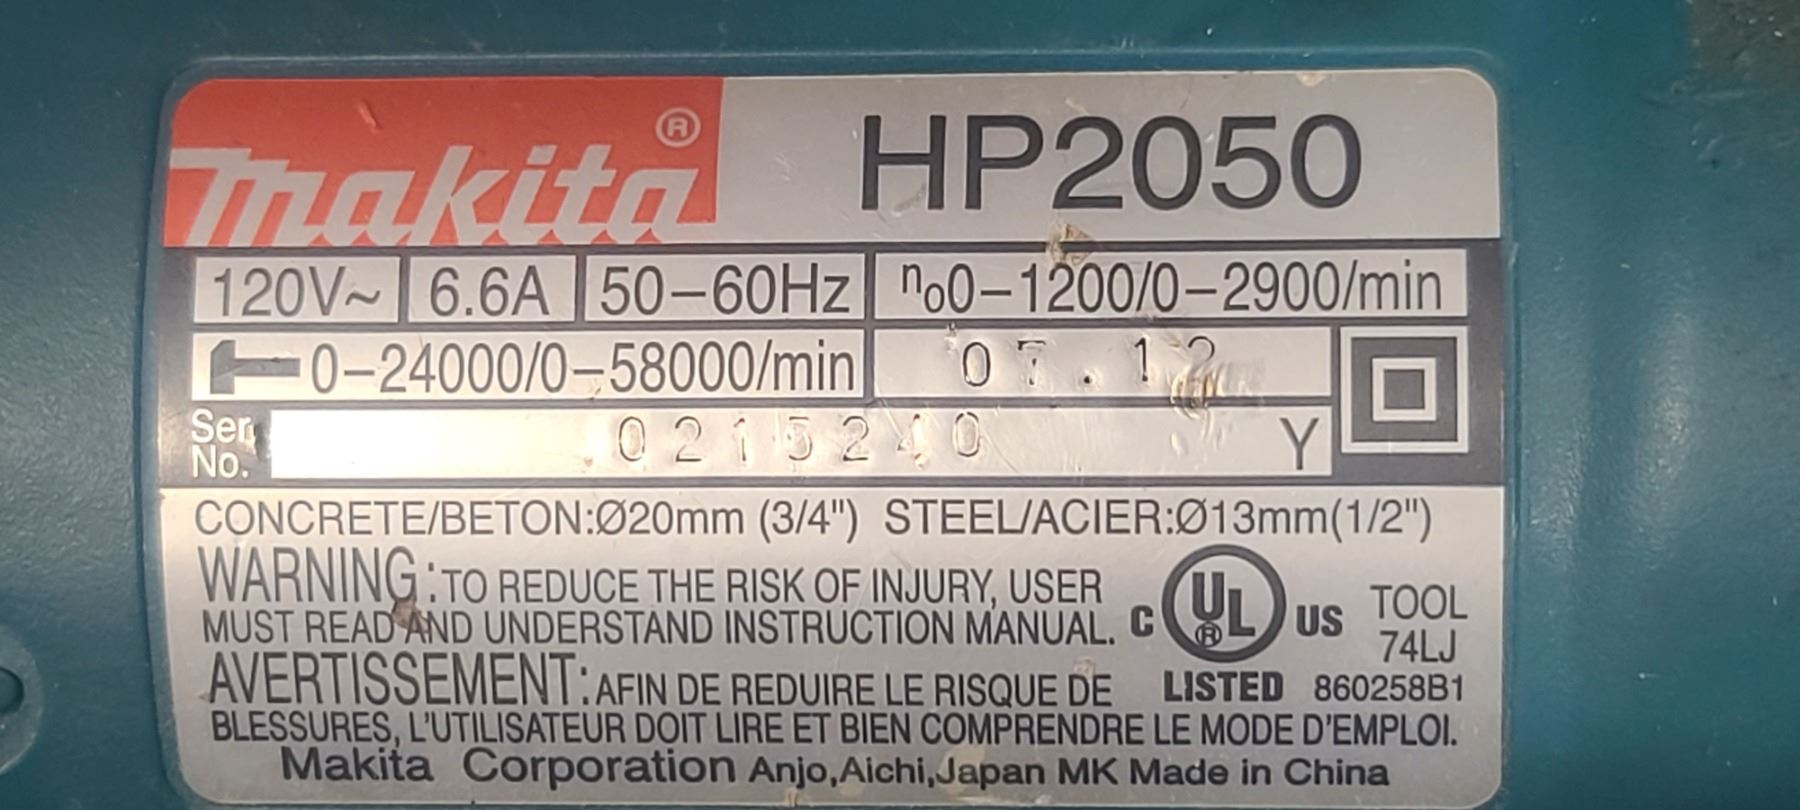 makita® HP2050
120V~ 6.6A 50-60Hz n₀0-1200/0-2900/min
0-24000/0-58000/min 07.12
Ser. No. 0215240 Y
CONCRETE/BETON:Ø20mm (3/4") STEEL/ACIER:Ø13mm(1/2")
WARNING: TO REDUCE THE RISK OF INJURY, USER
MUST READ AND UNDERSTAND INSTRUCTION MANUAL.
C UL® US LISTED
TOOL
74LJ
860258B1
AVERTISSEMENT: AFIN DE REDUIRE LE RISQUE DE
BLESSURES, L'UTILISATEUR DOIT LIRE ET BIEN COMPRENDRE LE MODE D'EMPLOI.
Makita Corporation Anjo,Aichi,Japan MK Made in China